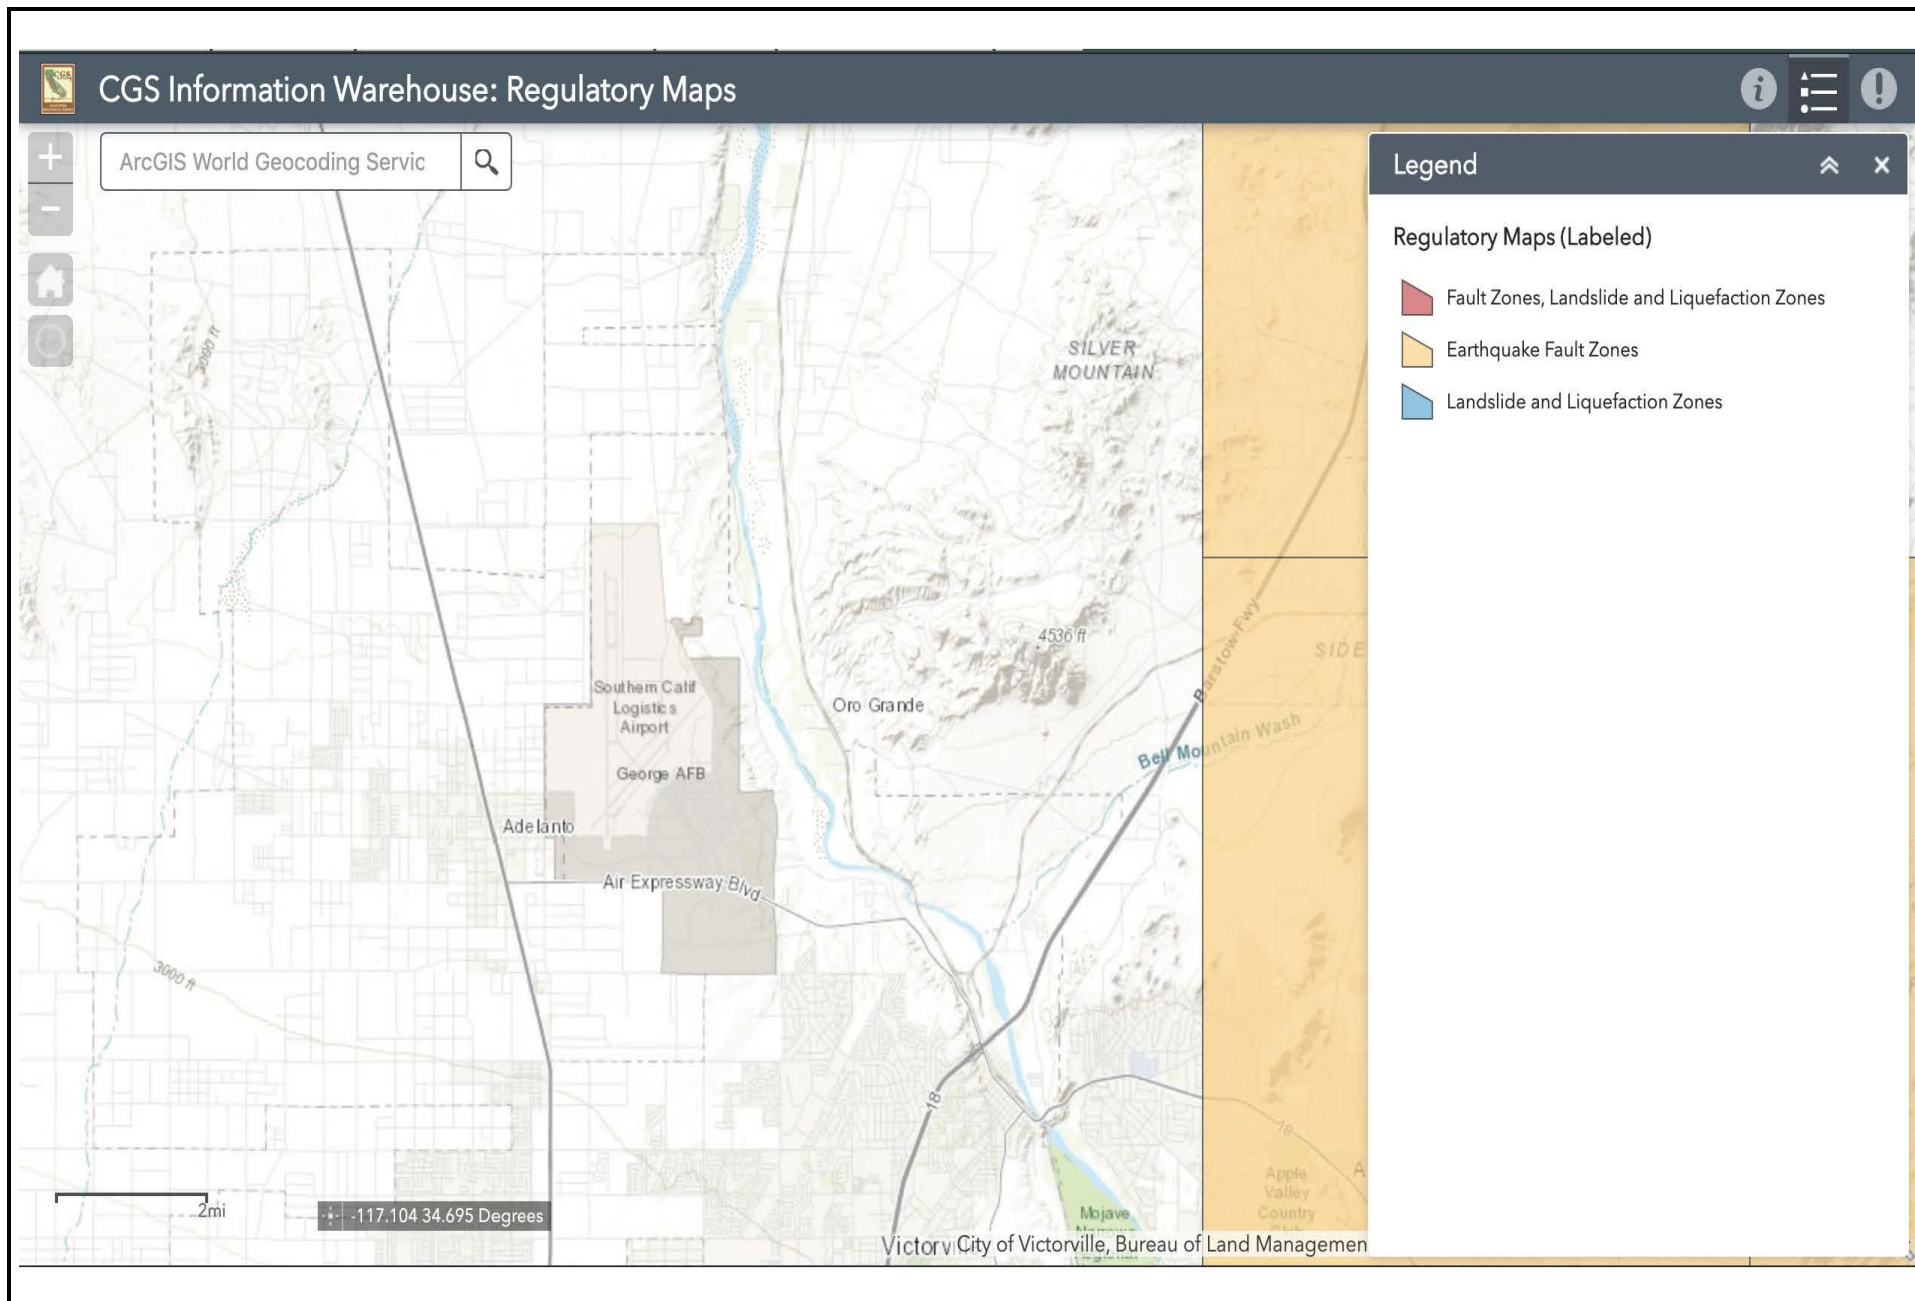 CGS Information Warehouse: Regulatory Maps
ArcGIS World Geocoding Servic
Legend
Regulatory Maps (Labeled)
Fault Zones, Landslide and Liquefaction Zones
Earthquake Fault Zones
Landslide and Liquefaction Zones
3000 ft
SILVER
MOUNTAIN
4536 ft
Barstow Fwy
SIDE
Southern Calif
Logistics
Airport
Oro Grande
Bell Mountain Wash
George AFB
Adelanto
Air Expressway Blvd
3000 ft
18
18
Apple
Valley
Country
A
Mojave
2mi
-117.104 34.695 Degrees
Victorv
City of Victorville, Bureau of Land Managemen